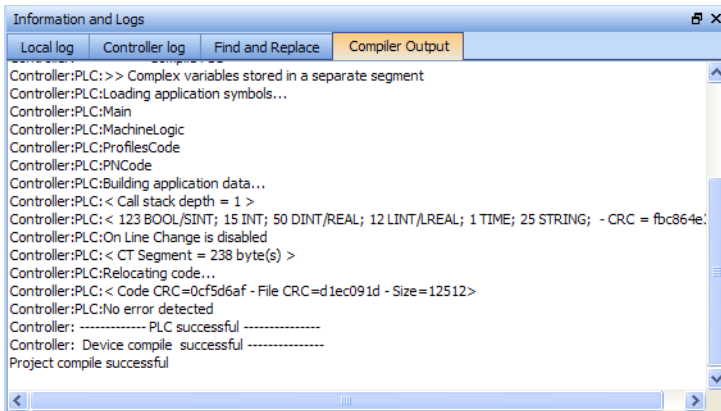 Information and Logs
Local log
Controller log
Find and Replace
Compiler Output
Controller:PLC:>> Complex variables stored in a separate segment
Controller:PLC:Loading application symbols...
Controller:PLC:Main
Controller:PLC:MachineLogic
Controller:PLC:ProfilesCode
Controller:PLC:PNCode
Controller:PLC:Building application data...
Controller:PLC:< Call stack depth = 1 >
Controller:PLC:< 123 BOOL/SINT; 15 INT; 50 DINT/REAL; 12 LINT/LREAL; 1 TIME; 25 STRING;  - CRC = fbc864e
Controller:PLC:On Line Change is disabled
Controller:PLC:< CT Segment = 238 byte(s) >
Controller:PLC:Relocating code...
Controller:PLC:< Code CRC=0cf5d6af - File CRC=d1ec091d - Size=12512>
Controller:PLC:No error detected
Controller: ------------- PLC successful ---------------
Controller:  Device compile  successful ---------------
Project compile successful